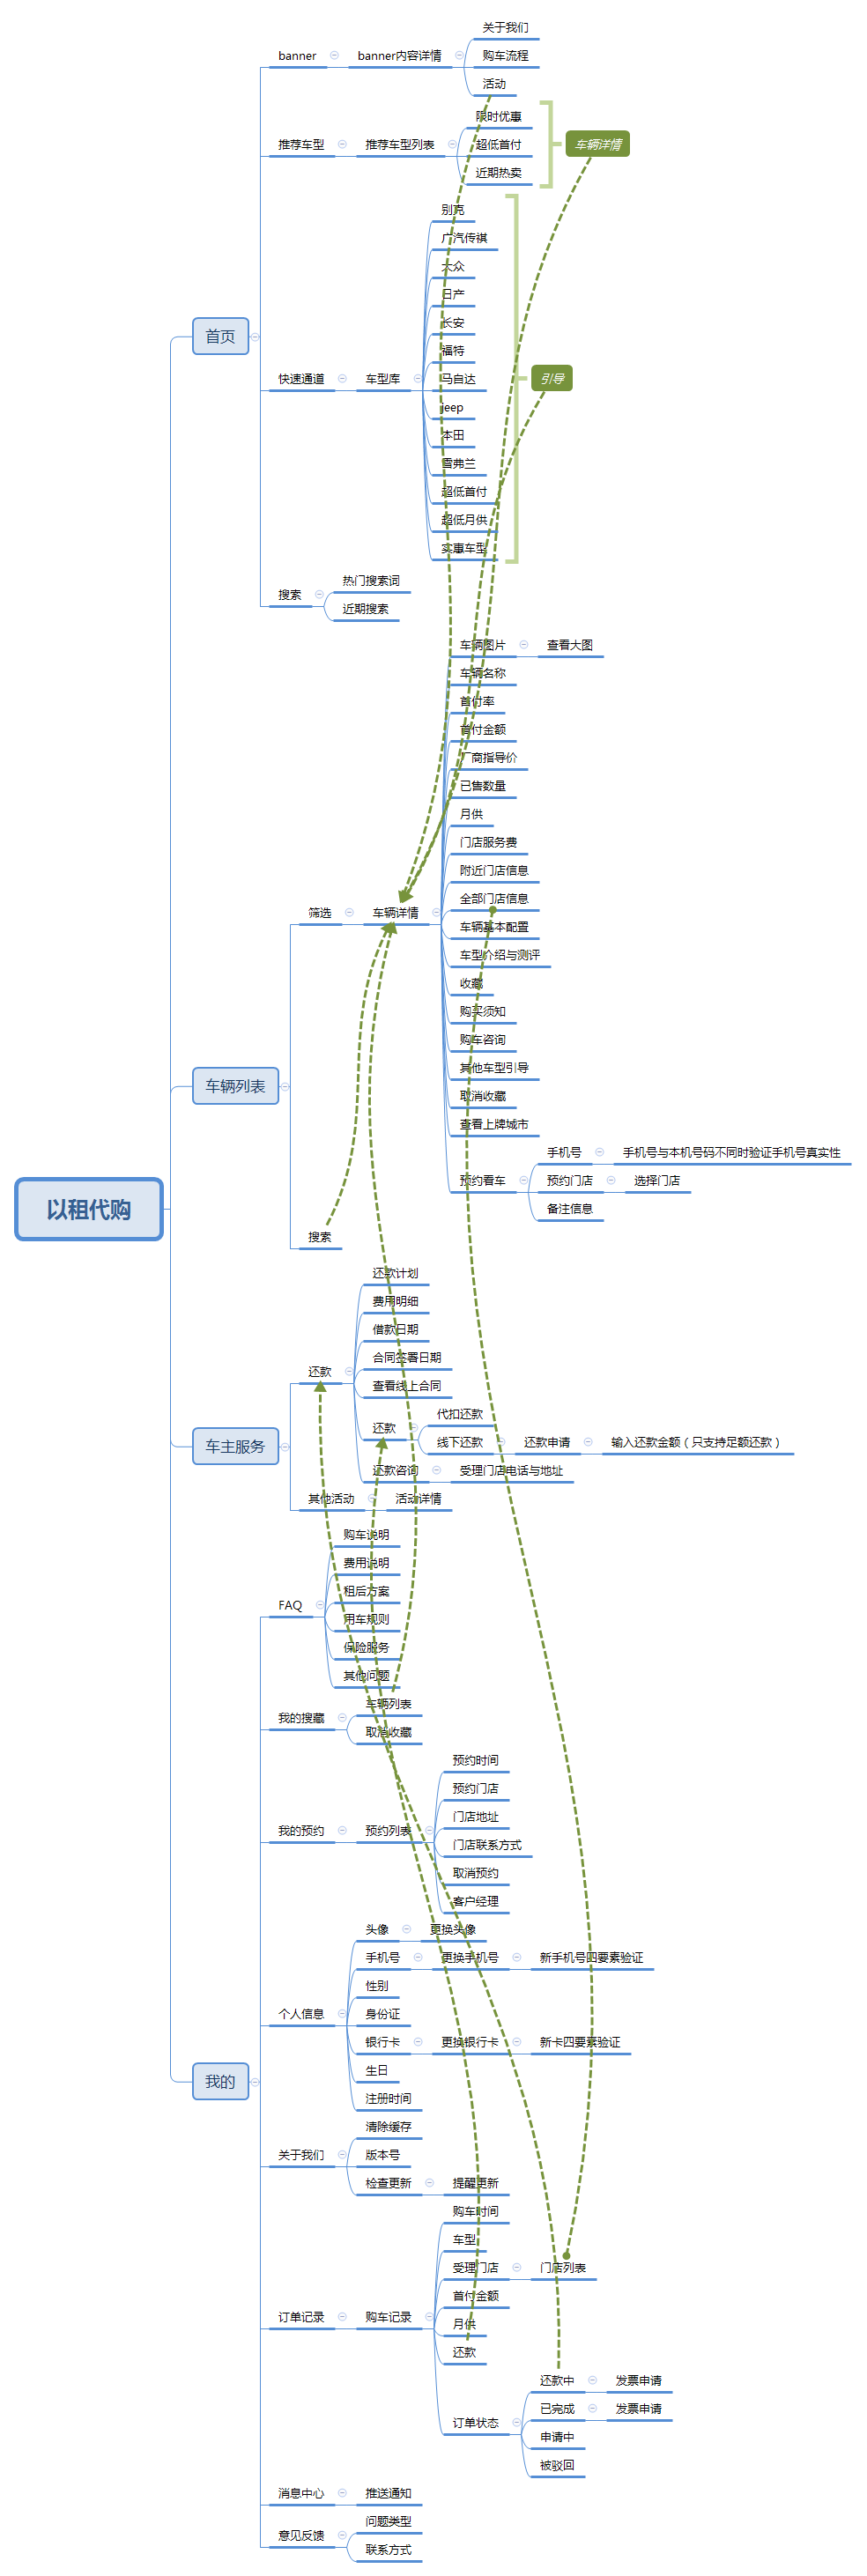 以租代购
首页
banner
banner内容详情
关于我们
购车流程
活动
推荐车型
推荐车型列表
限时优惠
超低首付
近期热卖
车辆详情
快速通道
车型库
别克
广汽传祺
大众
日产
长安
福特
马自达
jeep
本田
雪弗兰
超低首付
超低月供
实惠车型
引导
搜索
热门搜索词
近期搜索
车辆列表
筛选
车辆详情
车辆图片
查看大图
车辆名称
首付率
首付金额
厂商指导价
已售数量
月供
门店服务费
附近门店信息
全部门店信息
车辆基本配置
车型介绍与测评
收藏
购买须知
购车咨询
其他车型引导
取消收藏
查看上牌城市
预约看车
手机号
手机号与本机号码不同时验证手机号真实性
预约门店
选择门店
备注信息
搜索
车主服务
还款
还款计划
费用明细
借款日期
合同签署日期
查看线上合同
还款
代扣还款
线下还款
还款申请
输入还款金额（只支持足额还款）
还款咨询
受理门店电话与地址
其他活动
活动详情
我的
FAQ
购车说明
费用说明
租后方案
用车规则
保险服务
其他问题
我的搜藏
车辆列表
取消收藏
我的预约
预约列表
预约时间
预约门店
门店地址
门店联系方式
取消预约
客户经理
个人信息
头像
更换头像
手机号
更换手机号
新手机号四要素验证
性别
身份证
银行卡
更换银行卡
新卡四要素验证
生日
注册时间
关于我们
清除缓存
版本号
检查更新
提醒更新
订单记录
购车记录
购车时间
车型
受理门店
门店列表
首付金额
月供
还款
订单状态
还款中
发票申请
已完成
发票申请
申请中
被驳回
消息中心
推送通知
意见反馈
问题类型
联系方式